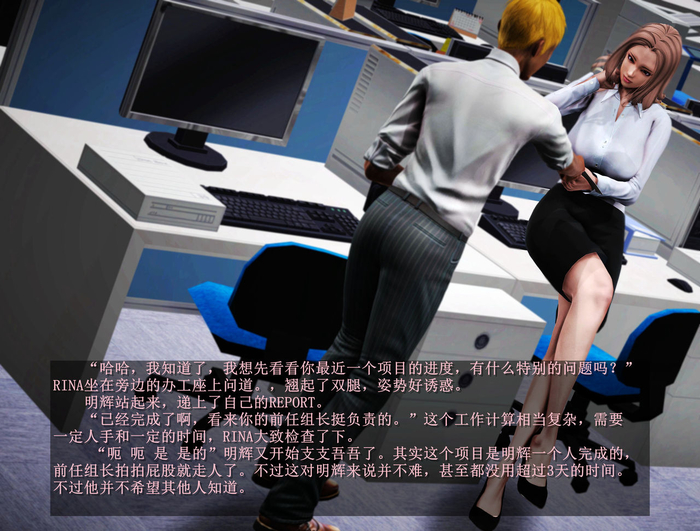 “哈哈，我知道了，我想先看看你最近一个项目的进度，有什么特别的问题吗？”
RINA坐在旁边的办工座上问道。，翘起了双腿，姿势好诱惑。
明辉站起来，递上了自己的REPORT。
“已经完成了啊，看来你的前任组长挺负责的。”这个工作计算相当复杂，需要
一定人手和一定的时间，RINA大致检查了下。
“呃 呃 是 是的”明辉又开始支支吾吾了。其实这个项目是明辉一个人完成的，
前任组长拍拍屁股就走人了。不过这对明辉来说并不难，甚至都没用超过3天的时间。
不过他并不希望其他人知道。